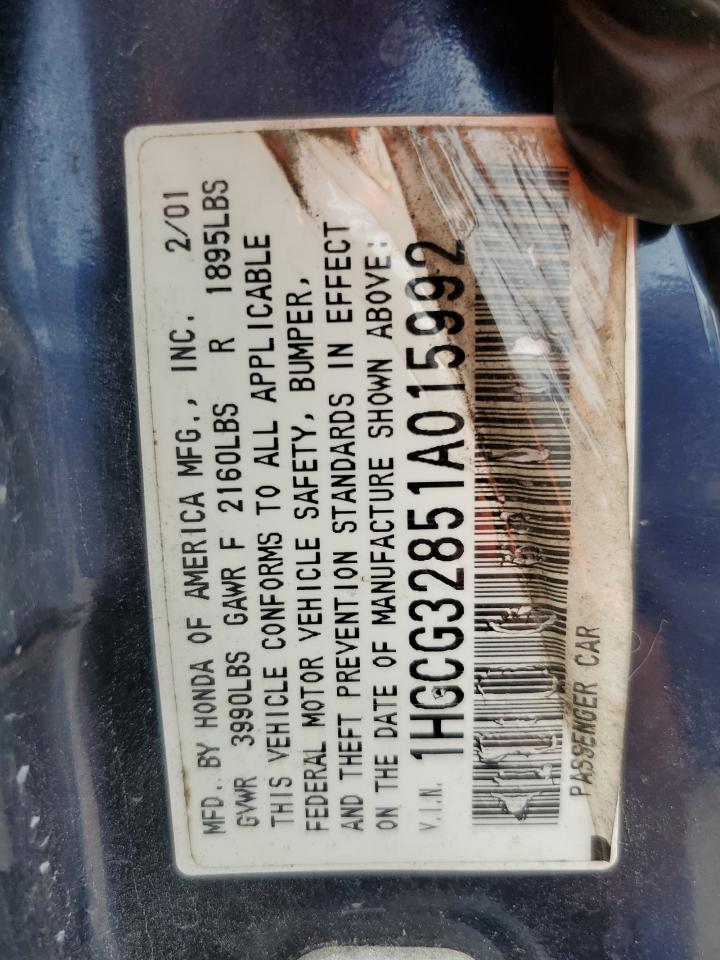 MFD. BY HONDA OF AMERICA MFG., INC. 2/01
GVWR 3990LBS GAWR F 2160LBS R 1895LBS
THIS VEHICLE CONFORMS TO ALL APPLICABLE
FEDERAL MOTOR VEHICLE SAFETY, BUMPER,
AND THEFT PREVENTION STANDARDS IN EFFECT
ON THE DATE OF MANUFACTURE SHOWN ABOVE:
V.I.N. 1HGCG32851A015992
PASSENGER CAR